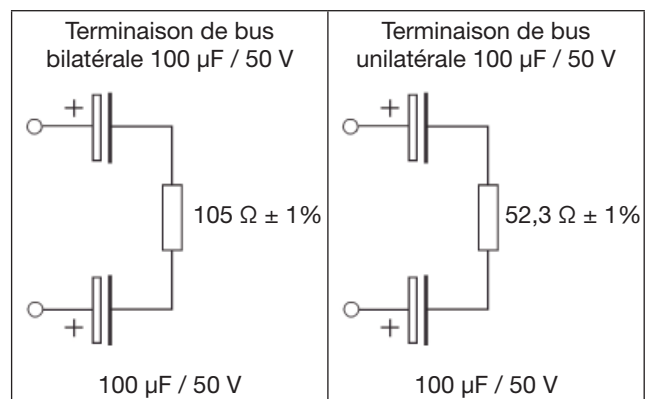 Terminaison de bus
bilatérale 100 µF / 50 V
+
105 Ω ± 1%
+
100 µF / 50 V
Terminaison de bus
unilatérale 100 µF / 50 V
+
52,3 Ω ± 1%
+
100 µF / 50 V